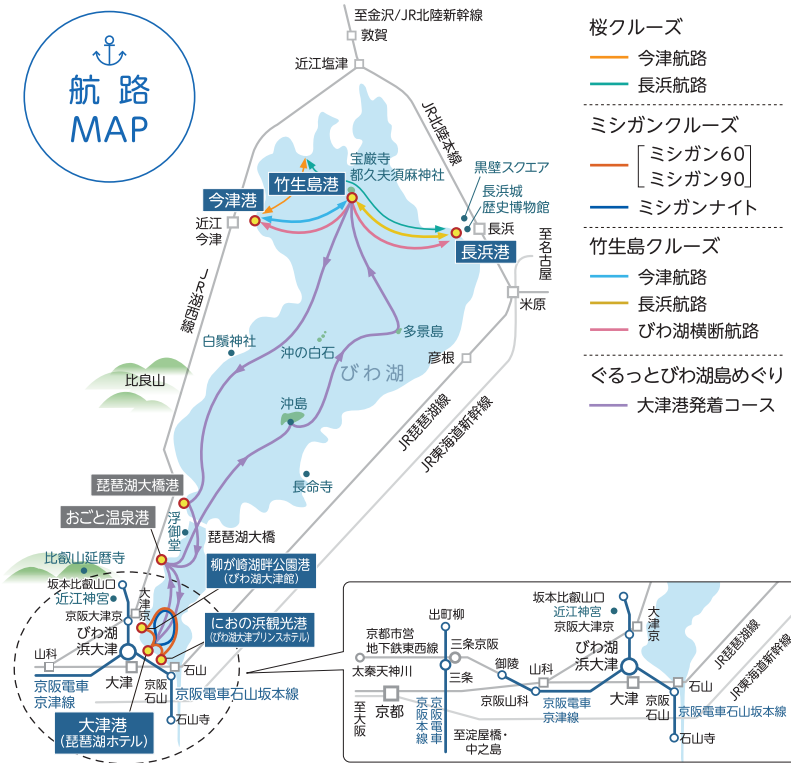 航路
MAP
至金沢/JR北陸新幹線
敦賀
近江塩津
JR北陸本線
宝厳寺
都久夫須麻神社
竹生島港
今津港
近江
今津
黒壁スクエア
長浜城
歴史博物館
長浜
長浜港
至名古屋
米原
JR湖西線
白鬚神社
沖の白石
多景島
びわ湖
彦根
比良山
沖島
JR琵琶湖線
JR東海道新幹線
長命寺
琵琶湖大橋港
おごと温泉港
浮御堂
琵琶湖大橋
比叡山延暦寺
坂本比叡山口
近江神宮
大津京
京阪大津京
びわ湖
浜大津
柳が崎湖畔公園港
(びわ湖大津館)
におの浜観光港
(びわ湖大津プリンスホテル)
山科
大津
石山
京阪
石山
京阪電車
京津線
京阪電車石山坂本線
石山寺
大津港
(琵琶湖ホテル)
桜クルーズ
今津航路
長浜航路
ミシガンクルーズ
ミシガン60
ミシガン90
ミシガンナイト
竹生島クルーズ
今津航路
長浜航路
びわ湖横断航路
ぐるっとびわ湖島めぐり
大津港発着コース
出町柳
京都市営
地下鉄東西線
三条京阪
太秦天神川
三条
御陵
山科
京阪山科
至大阪
京都
京阪本線
京阪電車
至淀屋橋・
中之島
京阪電車
京津線
坂本比叡山口
近江神宮
京阪大津京
大津京
びわ湖
浜大津
大津
石山
京阪
石山
京阪電車石山坂本線
石山寺
JR琵琶湖線
JR東海道新幹線